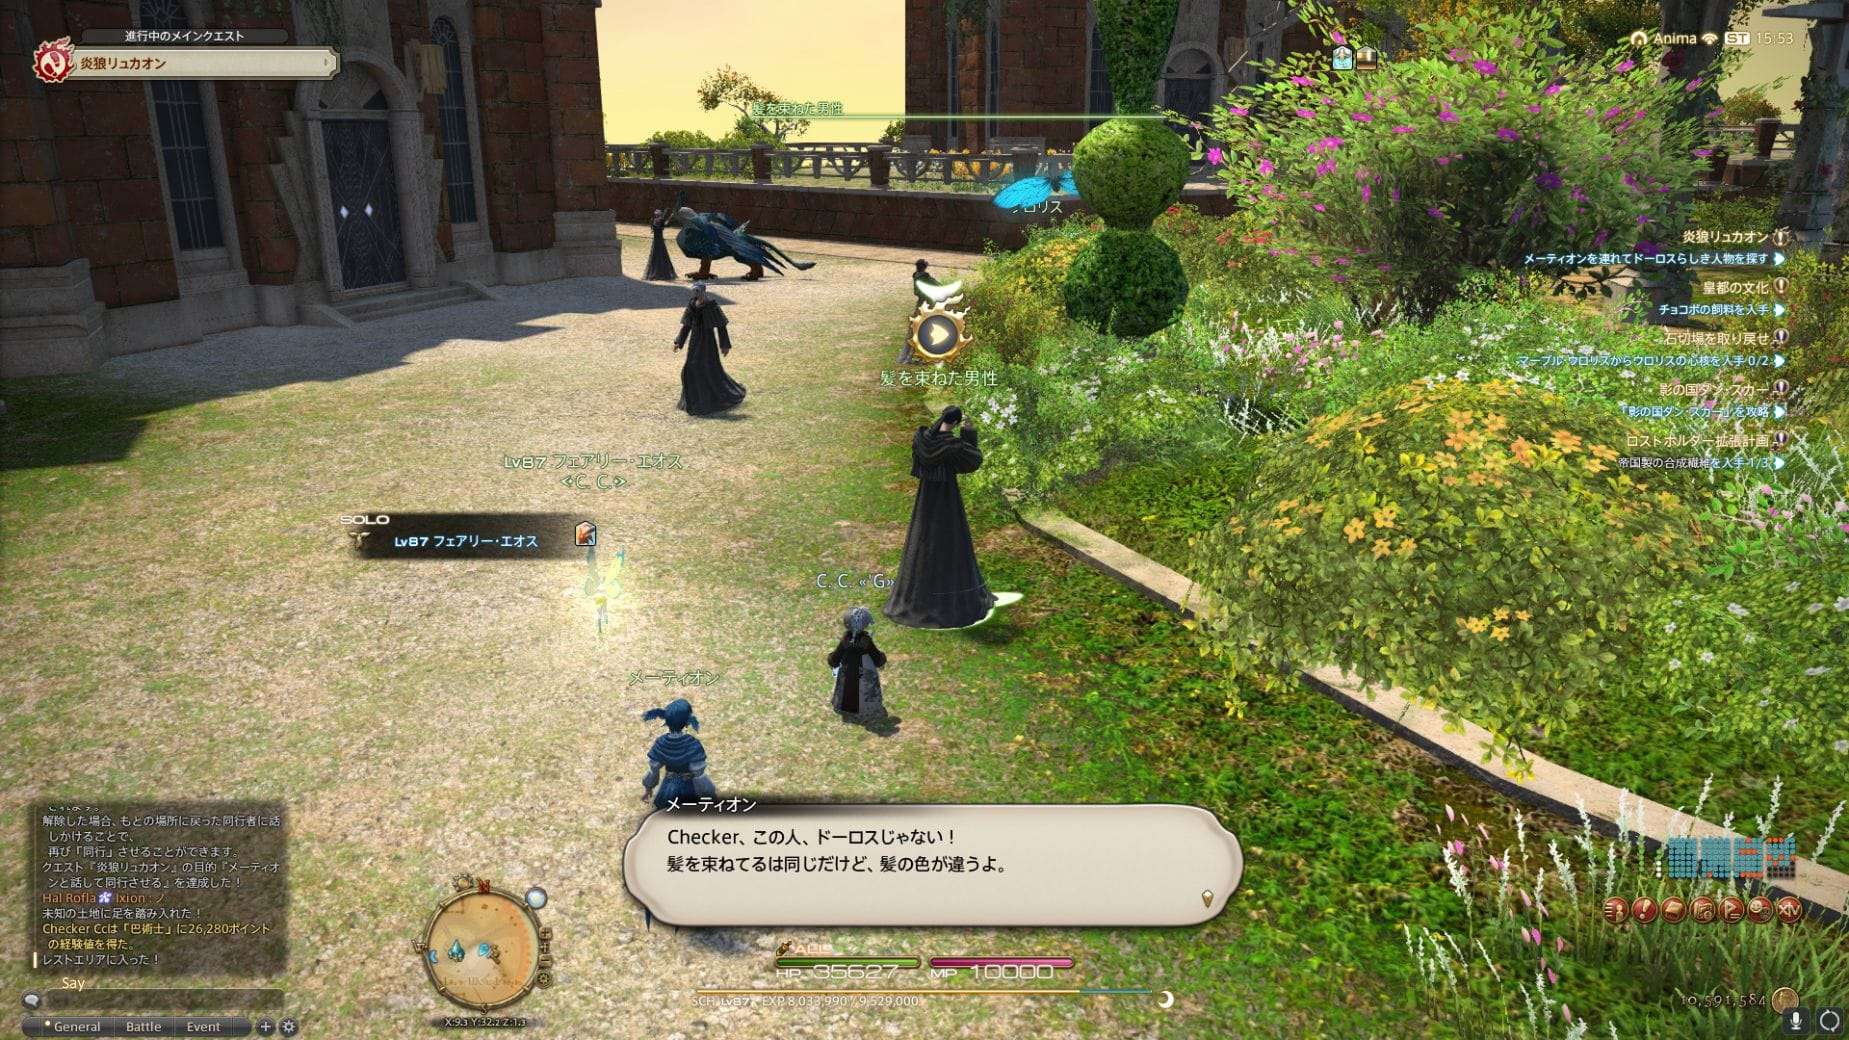 進行中のメインクエスト
炎狼リュカオン
Anima ST 15:53
髪を束ねた男性
炎狼リュカオン
メーティオンを連れてドーロスらしき人物を探す
皇都の文化
チョコボの飼料を入手
石切場を取り戻せ
マーブル・ウロリスからウロリスの心核を入手 0/2
影の国ダン・スカー
「影の国ダン・スカー」を攻略
ロストホルダー拡張計画
帝国製の合成繊維を入手 1/3
髪を束ねた男性
Lv87 フェアリー・エオス
<C. C.>
SOLO
Lv87 フェアリー・エオス
C. C. «'G»
メーティオン
メーティオン
Checker、この人、ドーロスじゃない！
髪を束ねてるは同じだけど、髪の色が違うよ。
解除した場合、もとの場所に戻った同行者に話
しかけることで、
再び「同行」させることができます。
クエスト『炎狼リュカオン』の目的『メーティオ
ンと話して同行させる』を達成した！
Hal Rofla Ixion : ノ
未知の土地に足を踏み入れた！
Checker Ccは「巴術士」に26,280ポイント
の経験値を得た。
レストエリアに入った！
Say
General Battle Event
N
X:9.3 Y:32.2 Z:1.3
HP 35627 MP 10000
SCH Lv87 EXP 8,033,990 / 9,529,000
10,591,584
XIV